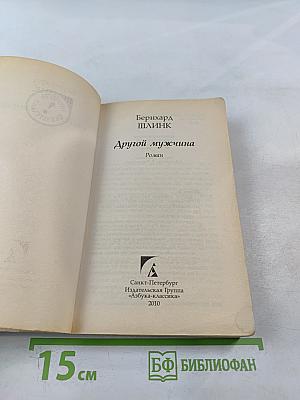 Бернхард
ШЛИНК
Другой мужчина
Роман
Санкт-Петербург
Издательская Группа
«Азбука-классика»
2010
15 см
БФ БИБЛИОФАН